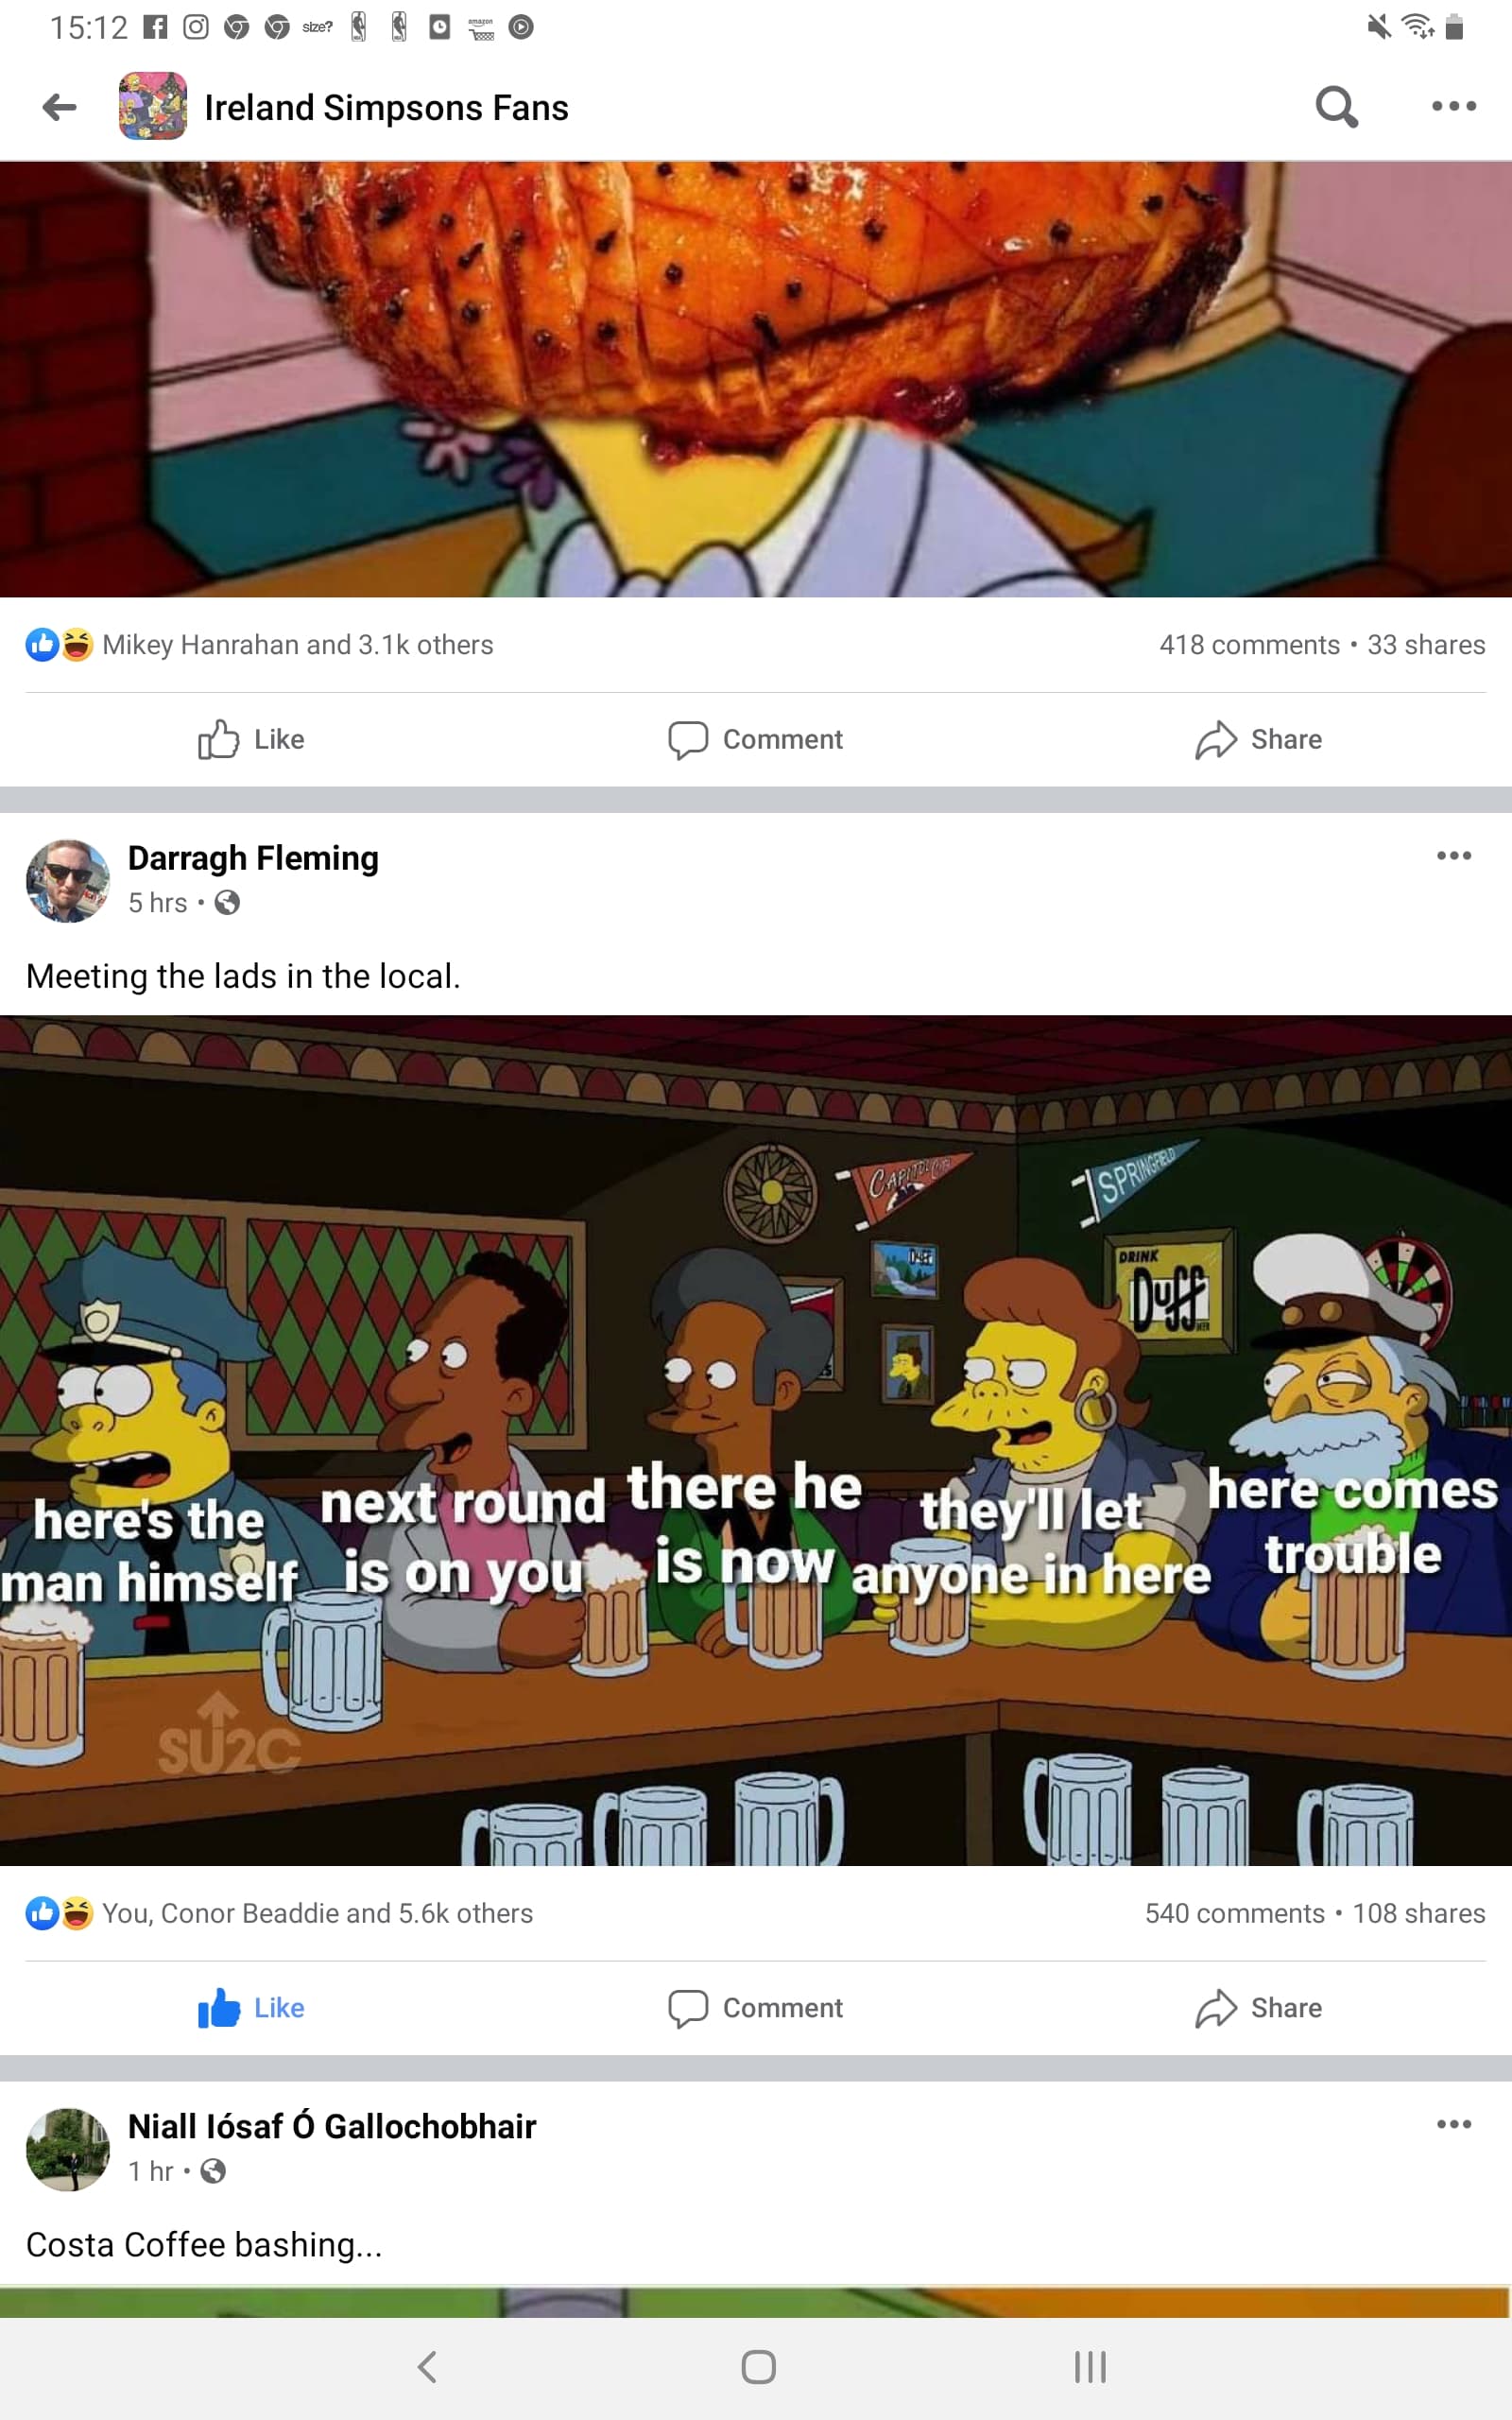 15:12
size?
amazon
Ireland Simpsons Fans
Mikey Hanrahan and 3.1k others
418 comments • 33 shares
Like
Comment
Share
Darragh Fleming
5 hrs •
Meeting the lads in the local.
CAPITOL CITY
SPRINGFIELD
Duff
DRINK
Duff
BEER
here's the
man himself
next round
is on you
there he
is now
they'll let
anyone in here
here comes
trouble
SU2C
You, Conor Beaddie and 5.6k others
540 comments • 108 shares
Like
Comment
Share
Niall Iósaf Ó Gallochobhair
1 hr •
Costa Coffee bashing...